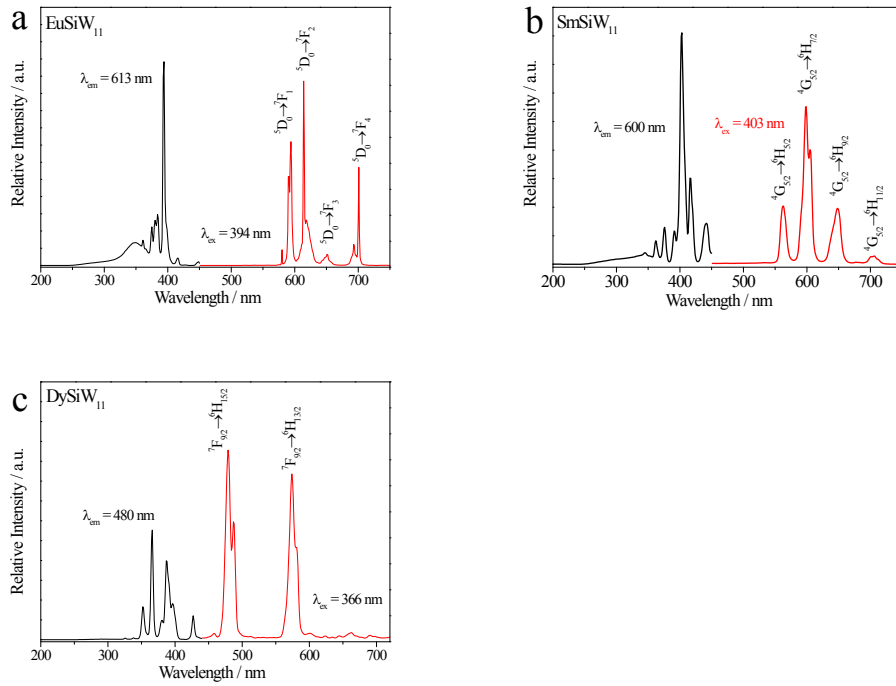 a
EuSiW₁₁
λem = 613 nm
λex = 394 nm
⁵D₀→⁷F₁
⁵D₀→⁷F₂
⁵D₀→⁷F₃
⁵D₀→⁷F₄
Relative Intensity / a.u.
200 300 400 500 600 700
Wavelength / nm
b
SmSiW₁₁
λem = 600 nm
λex = 403 nm
⁴G5/2→⁶H5/2
⁴G5/2→⁶H7/2
⁴G5/2→⁶H9/2
⁴G5/2→⁶H11/2
Relative Intensity / a.u.
200 300 400 500 600 700
Wavelength / nm
c
DySiW₁₁
λem = 480 nm
λex = 366 nm
⁷F9/2→⁶H15/2
⁷F9/2→⁶H13/2
Relative Intensity / a.u.
200 300 400 500 600 700
Wavelength / nm